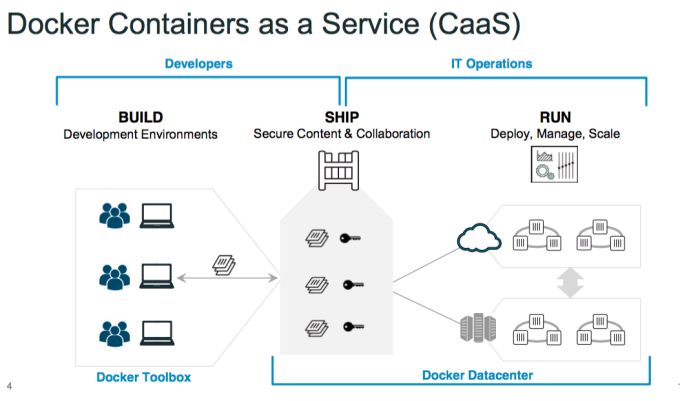 Docker Containers as a Service (CaaS)
Developers
IT Operations
BUILD
Development Environments
SHIP
Secure Content & Collaboration
RUN
Deploy, Manage, Scale
Docker Toolbox
Docker Datacenter
4